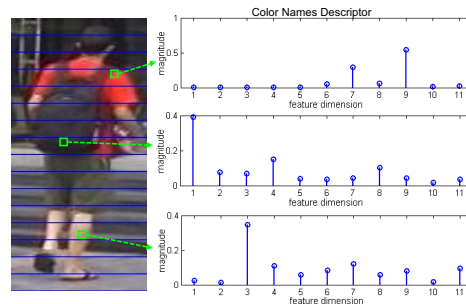 Color Names Descriptor
1
0.5
0
magnitude
1 2 3 4 5 6 7 8 9 10 11
feature dimension
0.4
0.2
0
magnitude
1 2 3 4 5 6 7 8 9 10 11
feature dimension
0.4
0.2
0
magnitude
1 2 3 4 5 6 7 8 9 10 11
feature dimension